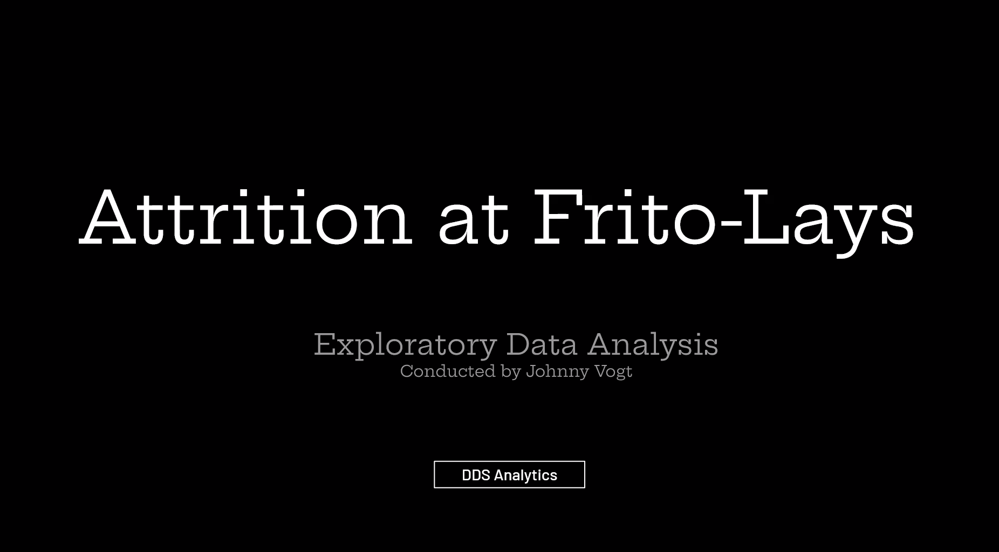 Attrition at Frito-Lays
Exploratory Data Analysis
Conducted by Johnny Vogt
DDS Analytics